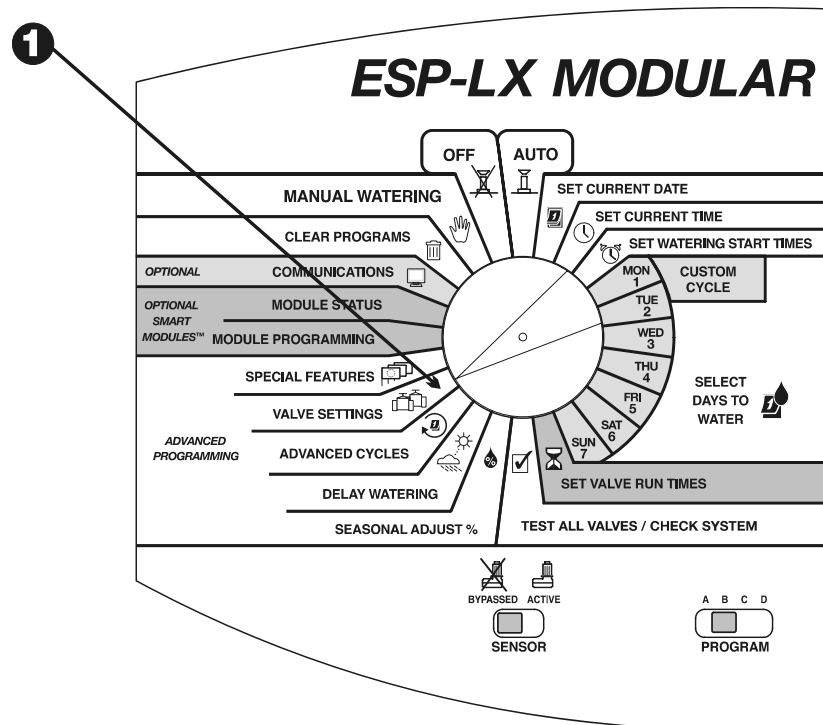 1
ESP-LX MODULAR
OFF
AUTO
MANUAL WATERING
SET CURRENT DATE
CLEAR PROGRAMS
SET CURRENT TIME
SET WATERING START TIMES
OPTIONAL
COMMUNICATIONS
MON
1
CUSTOM
CYCLE
OPTIONAL
SMART
MODULES™
MODULE STATUS
MODULE PROGRAMMING
TUE
2
WED
3
THU
4
FRI
5
SAT
6
SUN
7
SELECT
DAYS TO
WATER
1
SPECIAL FEATURES
VALVE SETTINGS
ADVANCED
PROGRAMMING
ADVANCED CYCLES
DELAY WATERING
SEASONAL ADJUST %
%
SET VALVE RUN TIMES
TEST ALL VALVES / CHECK SYSTEM
BYPASSED
ACTIVE
SENSOR
A B C D
PROGRAM